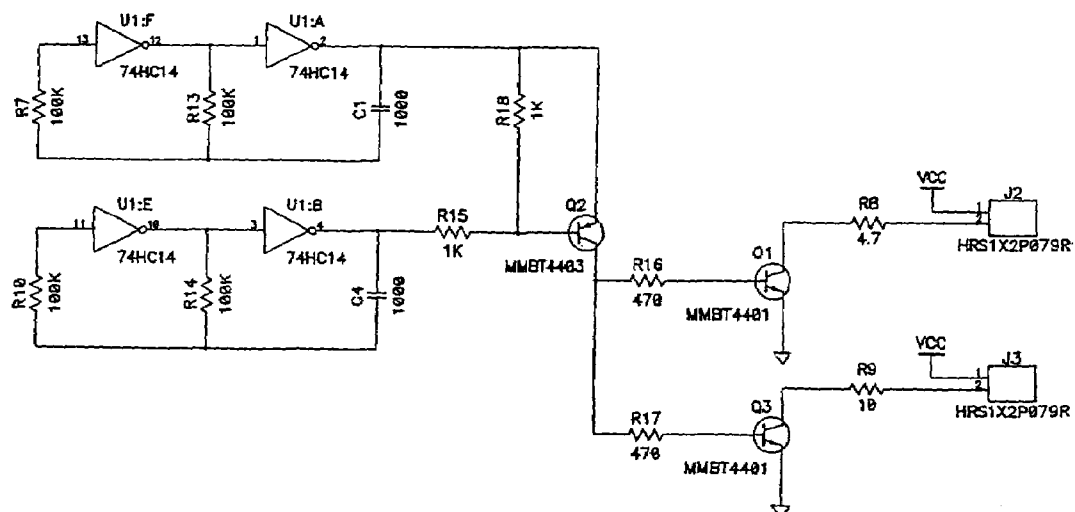 U1:F
U1:A
13
12
1
2
74HC14
74HC14
R7
100K
R13
100K
C1
1000
R18
1K
U1:E
U1:B
11
10
3
4
74HC14
74HC14
R10
100K
R14
100K
C4
1000
R15
1K
Q2
MMBT4403
R16
470
Q1
MMBT4401
R8
4.7
VCC
J2
1
2
HRS1X2P079R
R17
470
Q3
MMBT4401
R9
10
VCC
J3
1
2
HRS1X2P079R